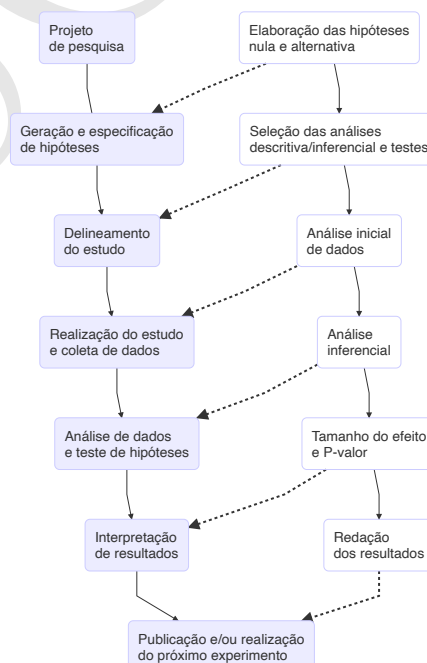 Projeto
de pesquisa
Elaboração das hipóteses
nula e alternativa
Geração e especificação
de hipóteses
Seleção das análises
descritiva/inferencial e testes
Delineamento
do estudo
Análise inicial
de dados
Realização do estudo
e coleta de dados
Análise
inferencial
Análise de dados
e teste de hipóteses
Tamanho do efeito
e P-valor
Interpretação
de resultados
Redação
dos resultados
Publicação e/ou realização
do próximo experimento